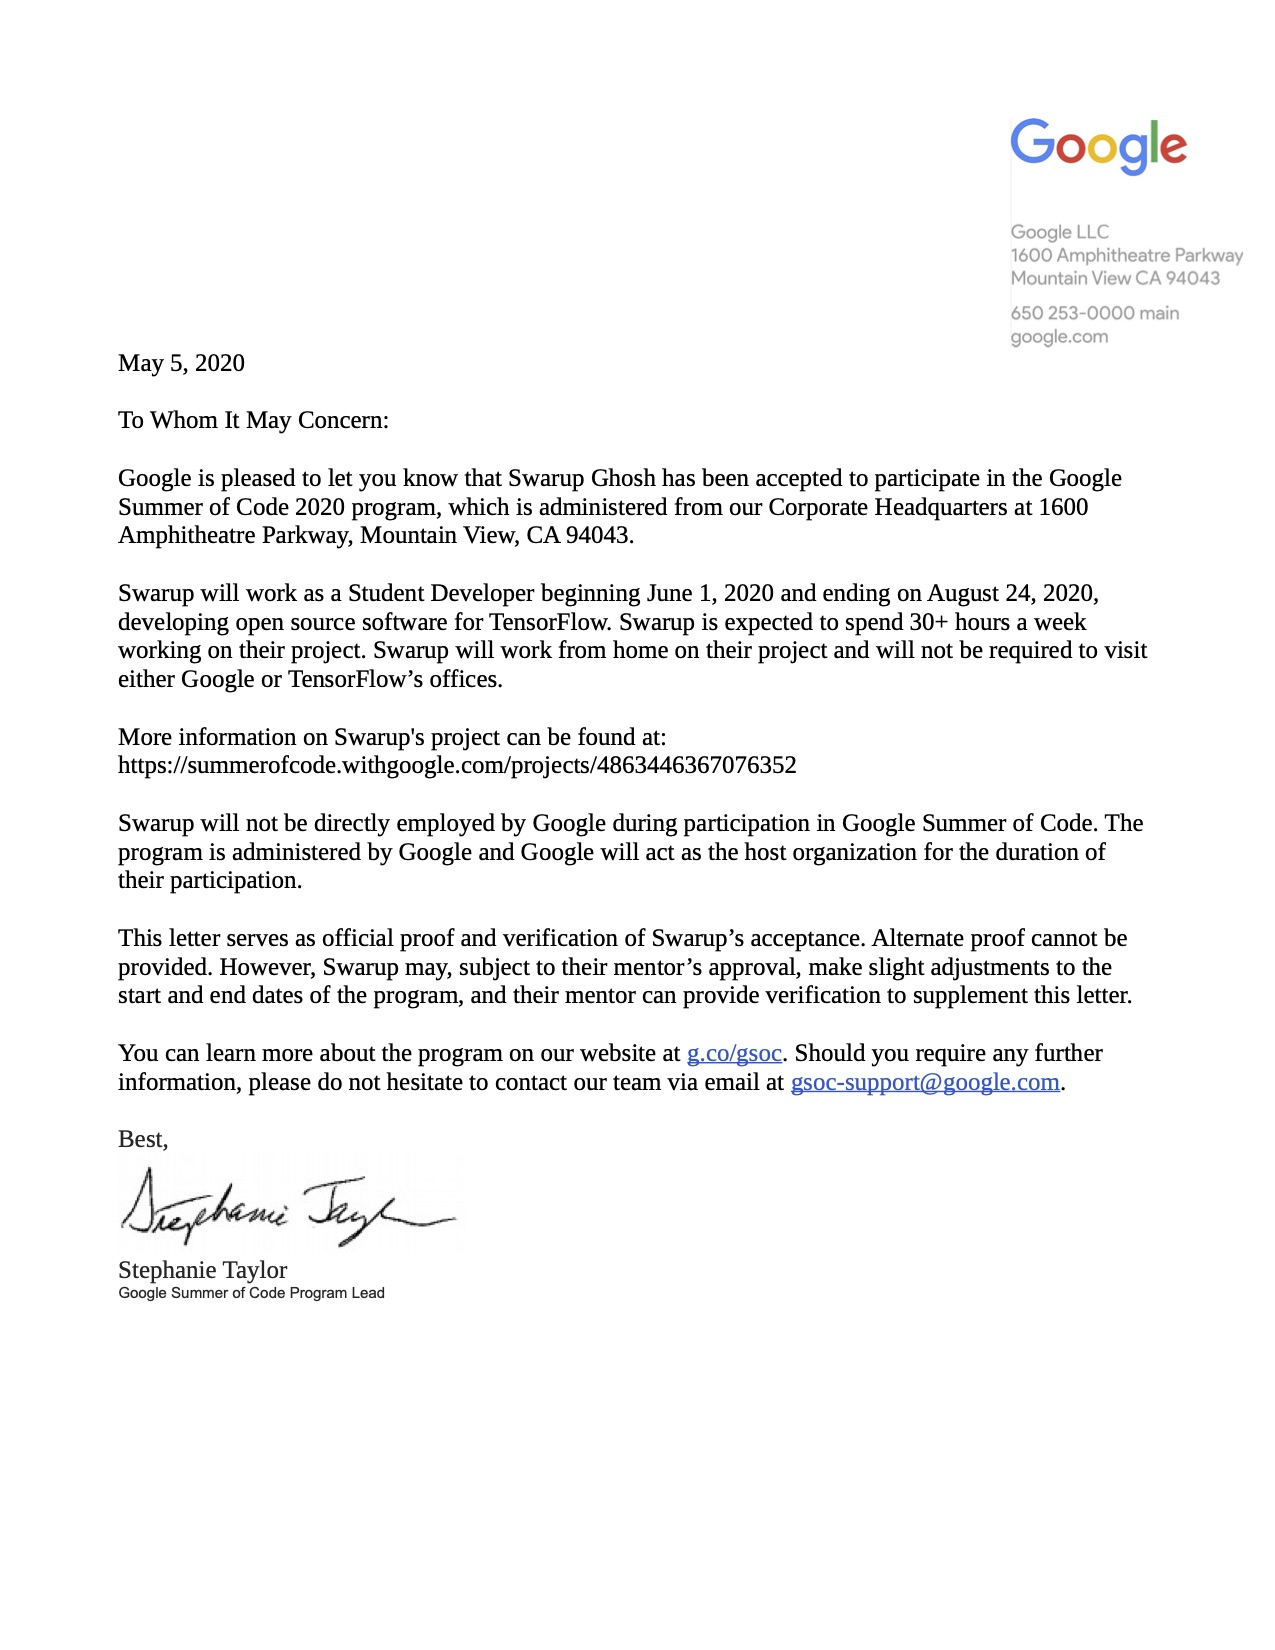 Google
Google LLC
1600 Amphitheatre Parkway
Mountain View CA 94043
650 253-0000 main
google.com
May 5, 2020
To Whom It May Concern:
Google is pleased to let you know that Swarup Ghosh has been accepted to participate in the Google
Summer of Code 2020 program, which is administered from our Corporate Headquarters at 1600
Amphitheatre Parkway, Mountain View, CA 94043.
Swarup will work as a Student Developer beginning June 1, 2020 and ending on August 24, 2020,
developing open source software for TensorFlow. Swarup is expected to spend 30+ hours a week
working on their project. Swarup will work from home on their project and will not be required to visit
either Google or TensorFlow’s offices.
More information on Swarup's project can be found at:
https://summerofcode.withgoogle.com/projects/4863446367076352
Swarup will not be directly employed by Google during participation in Google Summer of Code. The
program is administered by Google and Google will act as the host organization for the duration of
their participation.
This letter serves as official proof and verification of Swarup’s acceptance. Alternate proof cannot be
provided. However, Swarup may, subject to their mentor’s approval, make slight adjustments to the
start and end dates of the program, and their mentor can provide verification to supplement this letter.
You can learn more about the program on our website at g.co/gsoc. Should you require any further
information, please do not hesitate to contact our team via email at gsoc-support@google.com.
Best,
Stephanie Taylor
Stephanie Taylor
Google Summer of Code Program Lead